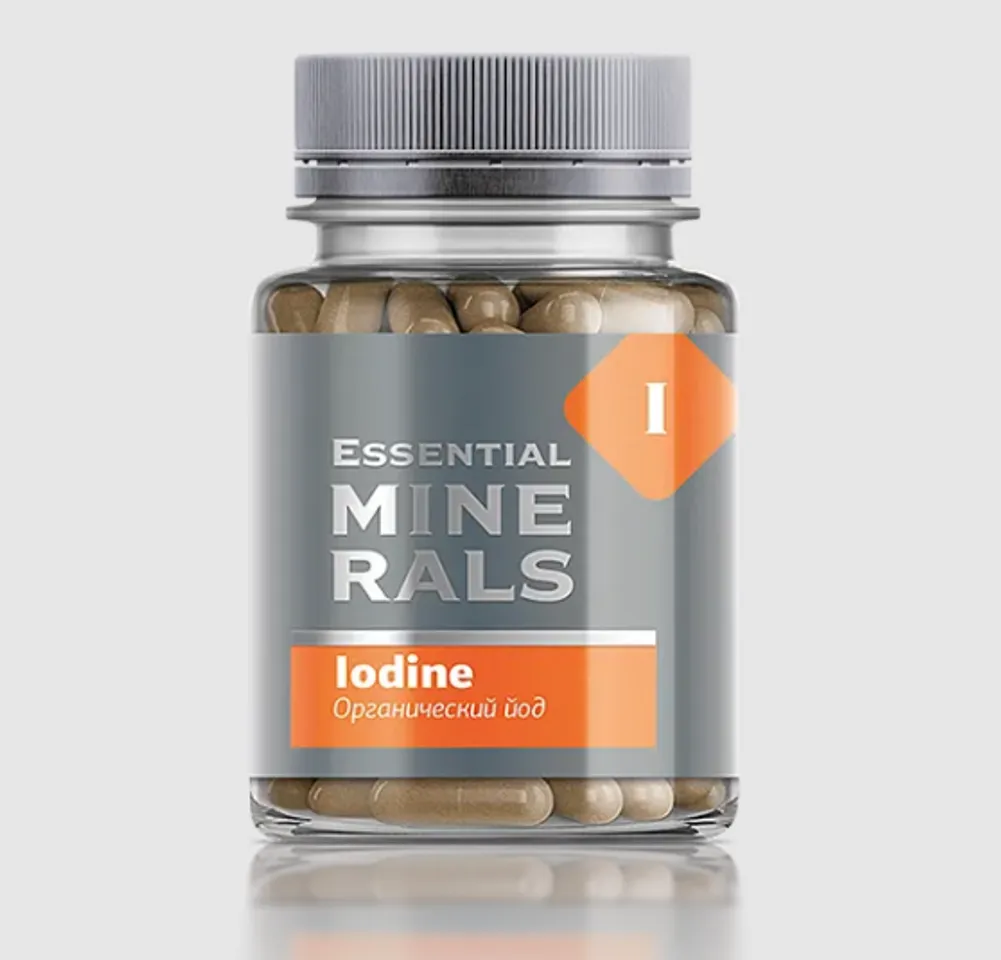 I
ESSENTIAL
MINE
RALS
Iodine
Органический йод